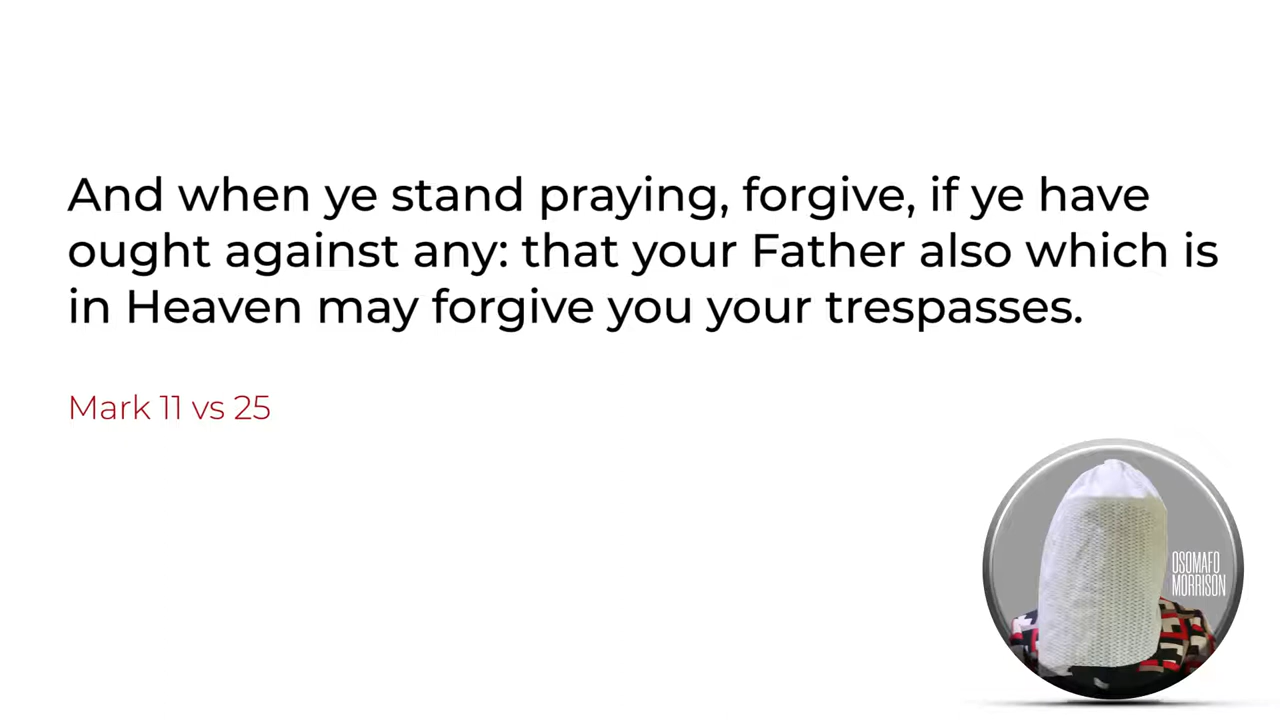 And when ye stand praying, forgive, if ye have
ought against any: that your Father also which is
in Heaven may forgive you your trespasses.
Mark 11 vs 25
OSOMAFO
MORRISON